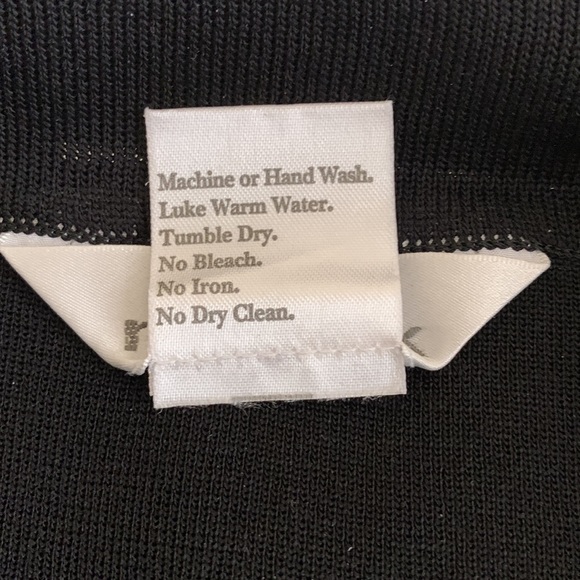 Machine or Hand Wash.
Luke Warm Water.
Tumble Dry.
No Bleach.
No Iron.
No Dry Clean.